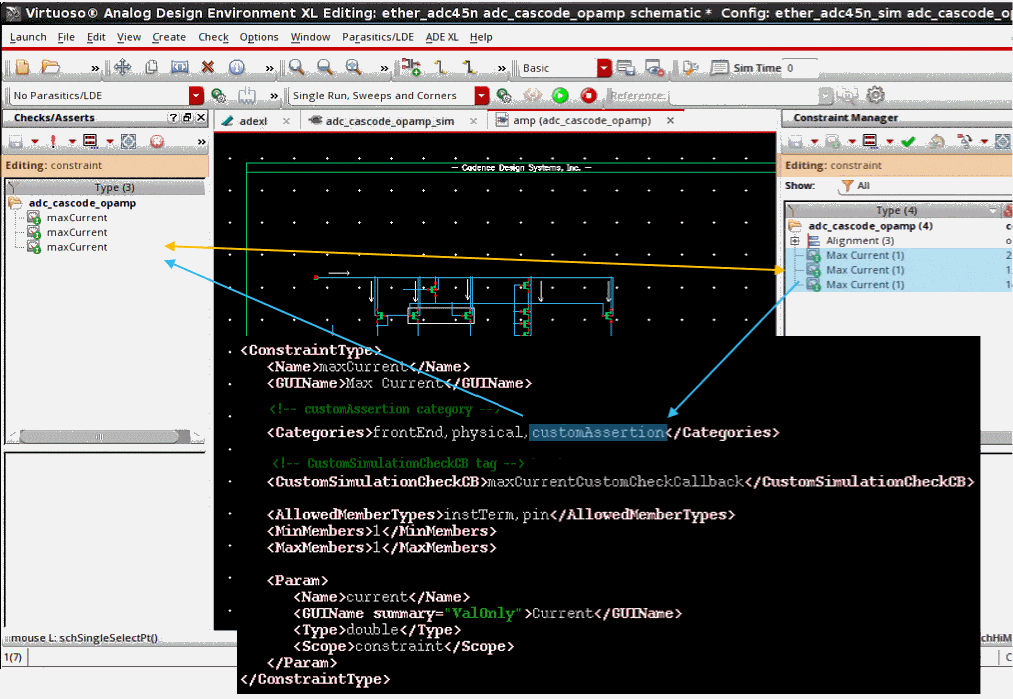 Virtuoso® Analog Design Environment XL Editing: ether_adc45n adc_cascode_opamp schematic * Config: ether_adc45n_sim adc_cascode_op
Launch File Edit View Create Check Options Window Parasitics/LDE ADE XL Help
» » » » Basic Sim Time 0
No Parasitics/LDE » Single Run, Sweeps and Corners Reference:
Checks/Asserts ?
adexl adc_cascode_opamp_sim amp (adc_cascode_opamp)
Constraint Manager
»
Editing: constraint
Type (3)
adc_cascode_opamp
maxCurrent
maxCurrent
maxCurrent
Cadence Design Systems, Inc.
Editing: constraint
Show: All
Type (4)
adc_cascode_opamp (4)
Alignment (3)
Max Current (1)
Max Current (1)
Max Current (1)
<ConstraintType>
<Name>maxCurrent</Name>
<GUIName>Max Current</GUIName>
<!-- customAssertion category -->
<Categories>frontEnd,physical,customAssertion</Categories>
<!-- CustomSimulationCheckCB tag -->
<CustomSimulationCheckCB>maxCurrentCustomCheckCallback</CustomSimulationCheckCB>
<AllowedMemberTypes>instTerm,pin</AllowedMemberTypes>
<MinMembers>1</MinMembers>
<MaxMembers>1</MaxMembers>
<Param>
<Name>current</Name>
<GUIName summary="ValOnly">Current</GUIName>
<Type>double</Type>
<Scope>constraint</Scope>
</Param>
</ConstraintType>
mouse L: schSingleSelectPt()
chHiM
1(7)